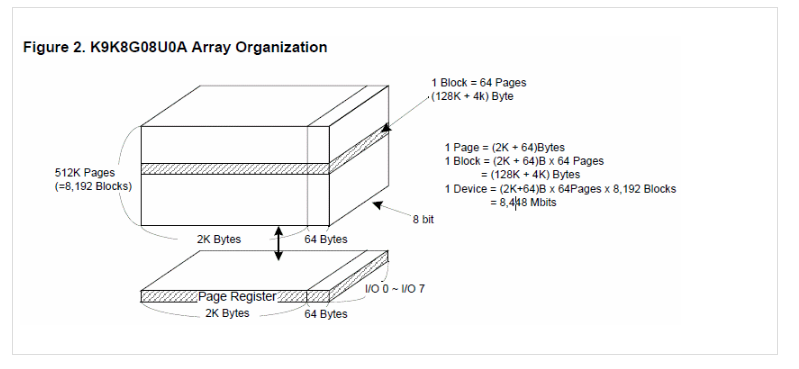 Figure 2. K9K8G08U0A Array Organization
1 Block = 64 Pages
(128K + 4k) Byte
1 Page = (2K + 64)Bytes
1 Block = (2K + 64)B x 64 Pages
= (128K + 4K) Bytes
1 Device = (2K+64)B x 64Pages x 8,192 Blocks
= 8,448 Mbits
512K Pages
(=8,192 Blocks)
8 bit
2K Bytes
64 Bytes
Page Register
I/O 0 ~ I/O 7
2K Bytes
64 Bytes